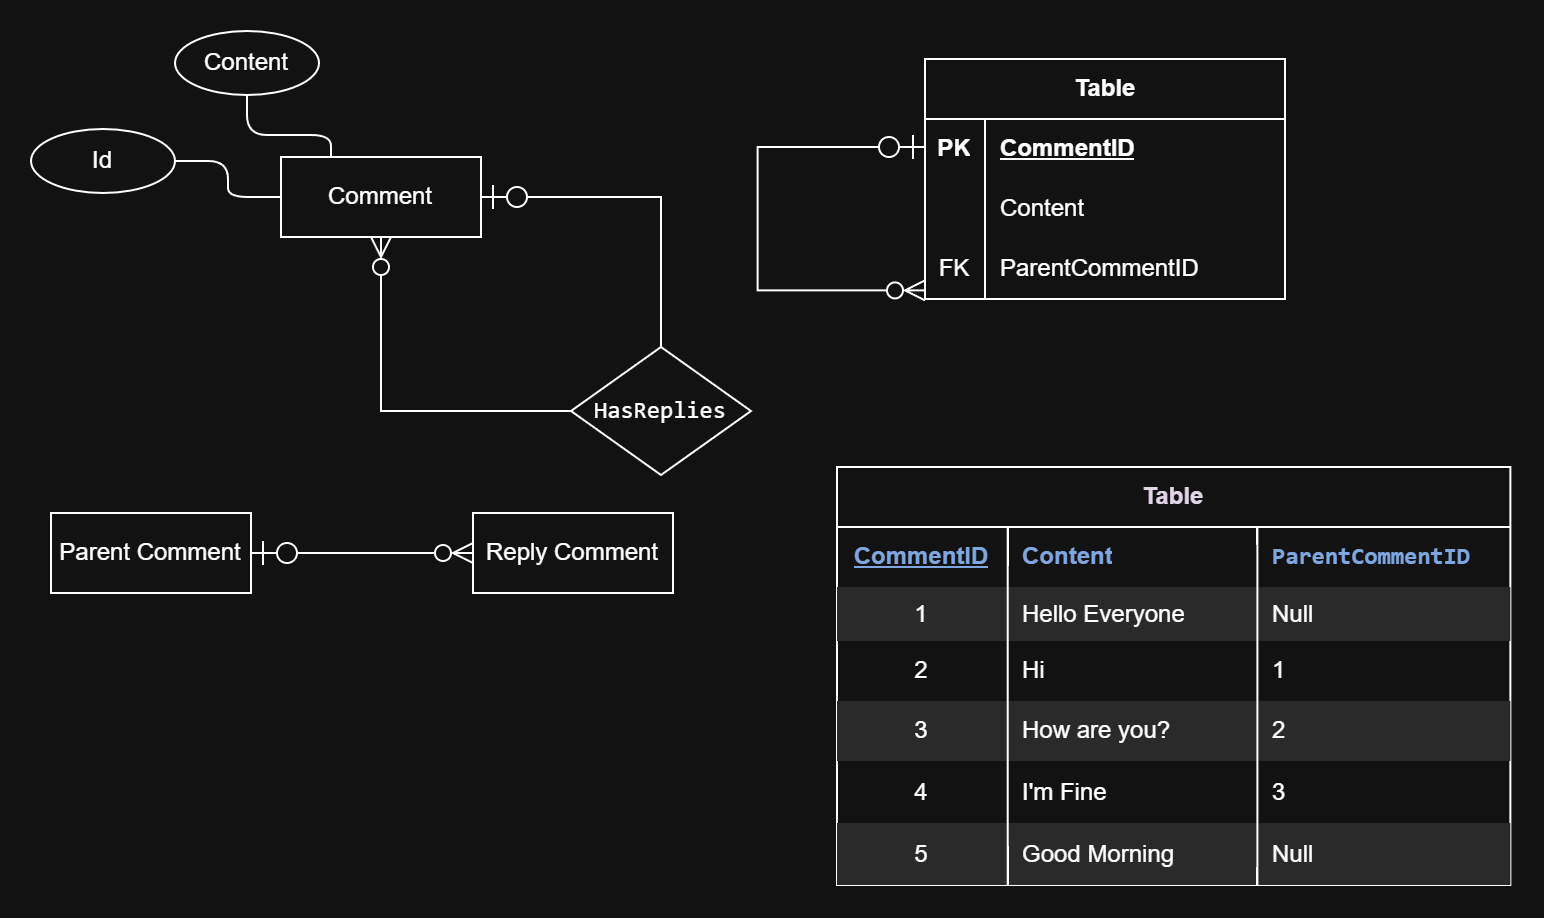 Content
Id
Comment
HasReplies
Parent Comment
Reply Comment
Table
PK CommentID
Content
FK ParentCommentID
Table
CommentID Content ParentCommentID
1 Hello Everyone Null
2 Hi 1
3 How are you? 2
4 I'm Fine 3
5 Good Morning Null